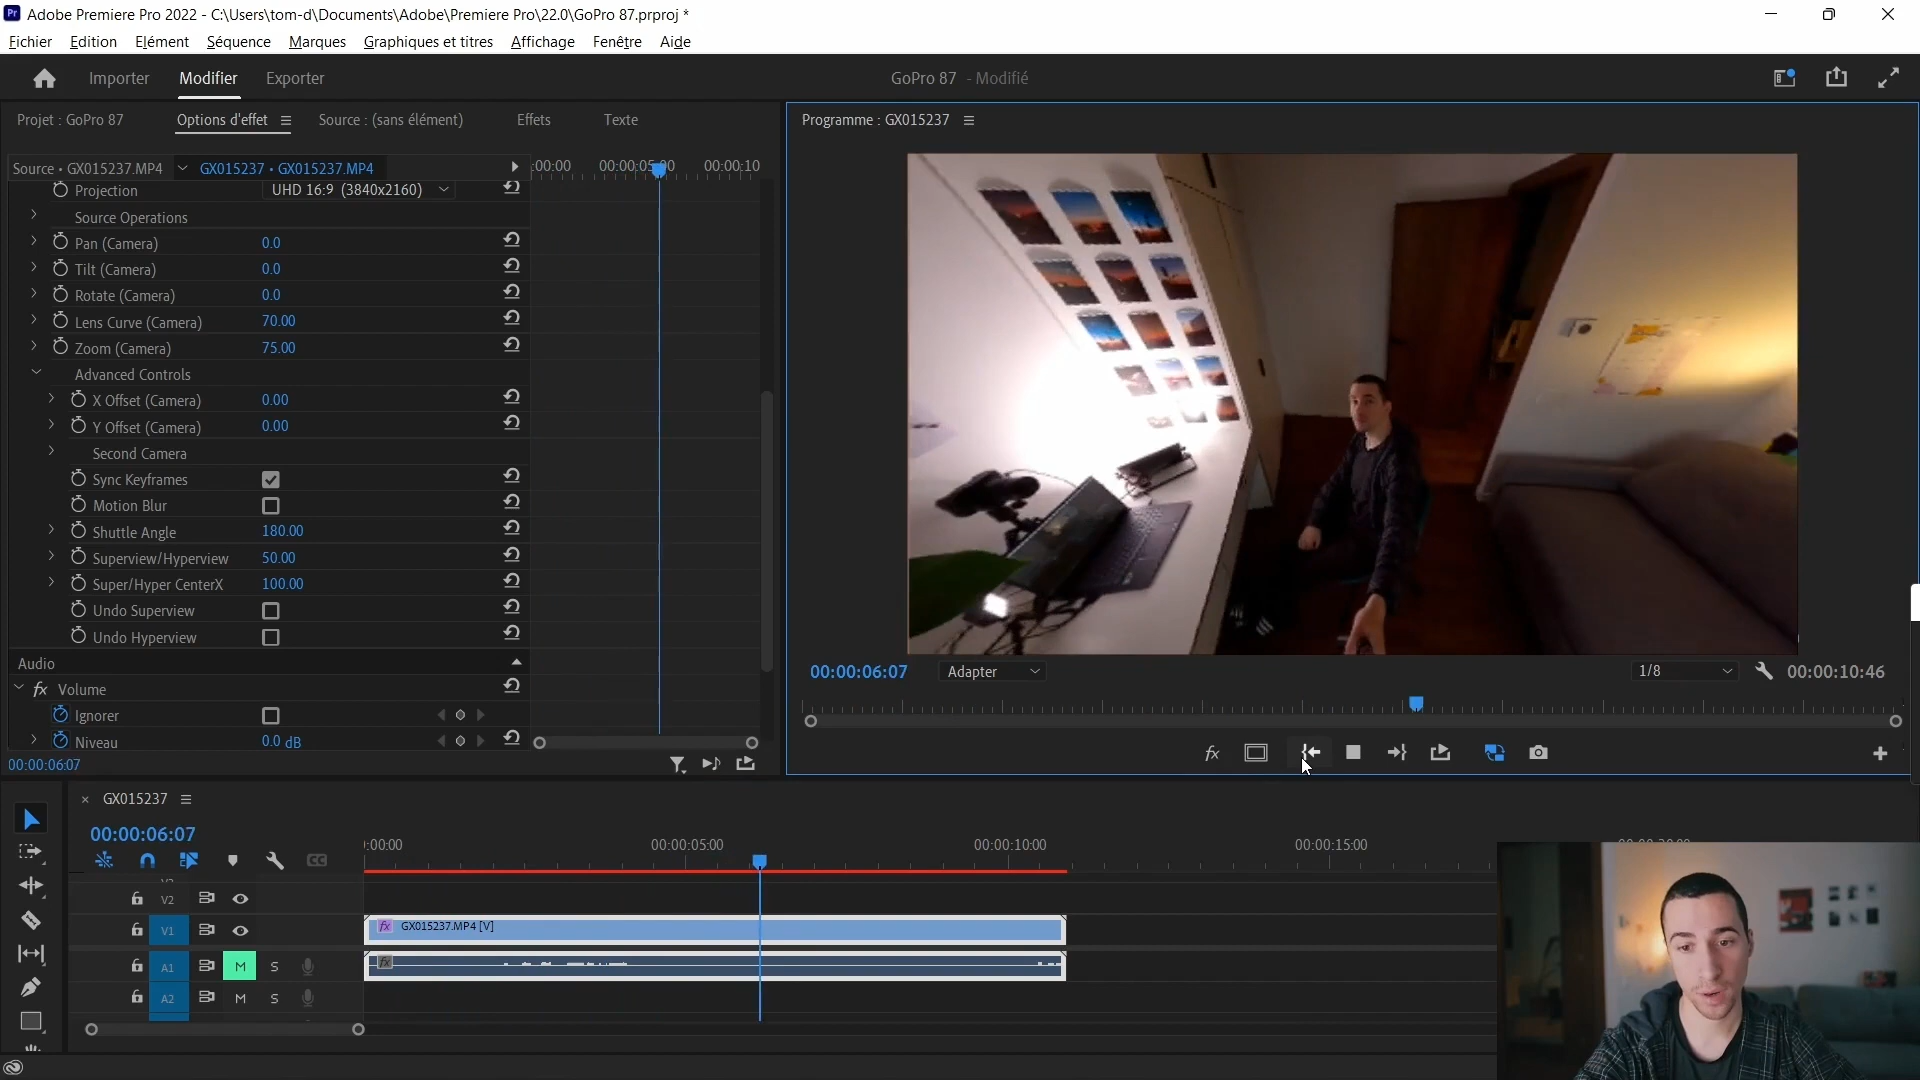 Pr Adobe Premiere Pro 2022 - C:\Users\tom-d\Documents\Adobe\Premiere Pro\22.0\GoPro 87.prproj *
Fichier Edition Elément Séquence Marques Graphiques et titres Affichage Fenêtre Aide
Importer Modifier Exporter GoPro 87 - Modifié
Projet : GoPro 87 Options d'effet Source : (sans élément) Effets Texte Programme : GX015237
Source • GX015237.MP4 GX015237 • GX015237.MP4 :00:00 00:00:05:00 00:00:10
Projection UHD 16:9 (3840x2160)
Source Operations
Pan (Camera) 0.0
Tilt (Camera) 0.0
Rotate (Camera) 0.0
Lens Curve (Camera) 70.00
Zoom (Camera) 75.00
Advanced Controls
X Offset (Camera) 0.00
Y Offset (Camera) 0.00
Second Camera
Sync Keyframes
Motion Blur
Shuttle Angle 180.00
Superview/Hyperview 50.00
Super/Hyper CenterX 100.00
Undo Superview
Undo Hyperview
Audio
fx Volume
Ignorer
Niveau 0.0 dB
00:00:06:07
00:00:06:07 Adapter 1/8 00:00:10:46
fx
GX015237
00:00:06:07
:00:00 00:00:05:00 00:00:10:00 00:00:15:00
CC
V2
V1 fx GX015237.MP4 [V]
A1 M S fx
A2 M S